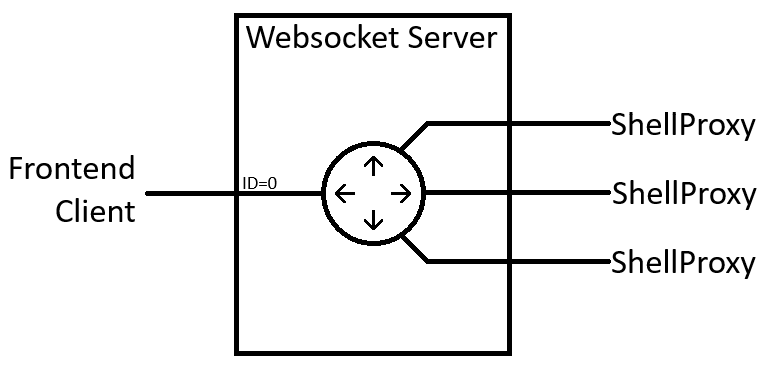 Websocket Server
ShellProxy
Frontend
Client
ID=0
ShellProxy
ShellProxy